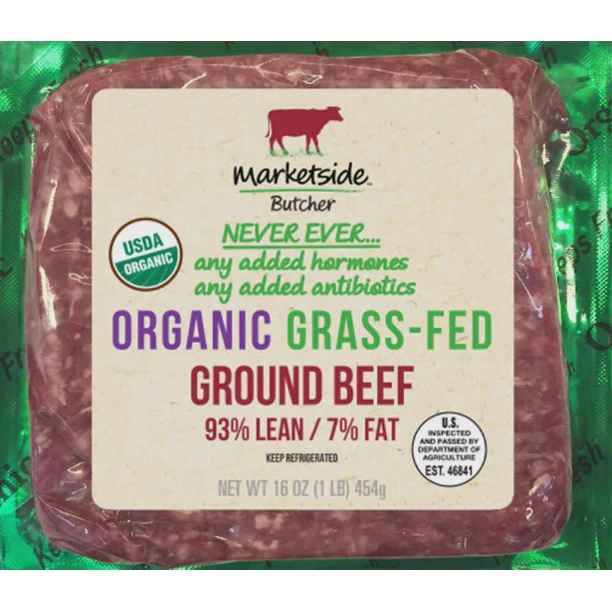 Marketside™
Butcher
NEVER EVER...
any added hormones
any added antibiotics
USDA
ORGANIC
ORGANIC GRASS-FED
GROUND BEEF
93% LEAN / 7% FAT
KEEP REFRIGERATED
U.S.
INSPECTED
AND PASSED BY
DEPARTMENT OF
AGRICULTURE
EST. 46841
NET WT 16 OZ (1 LB) 454g